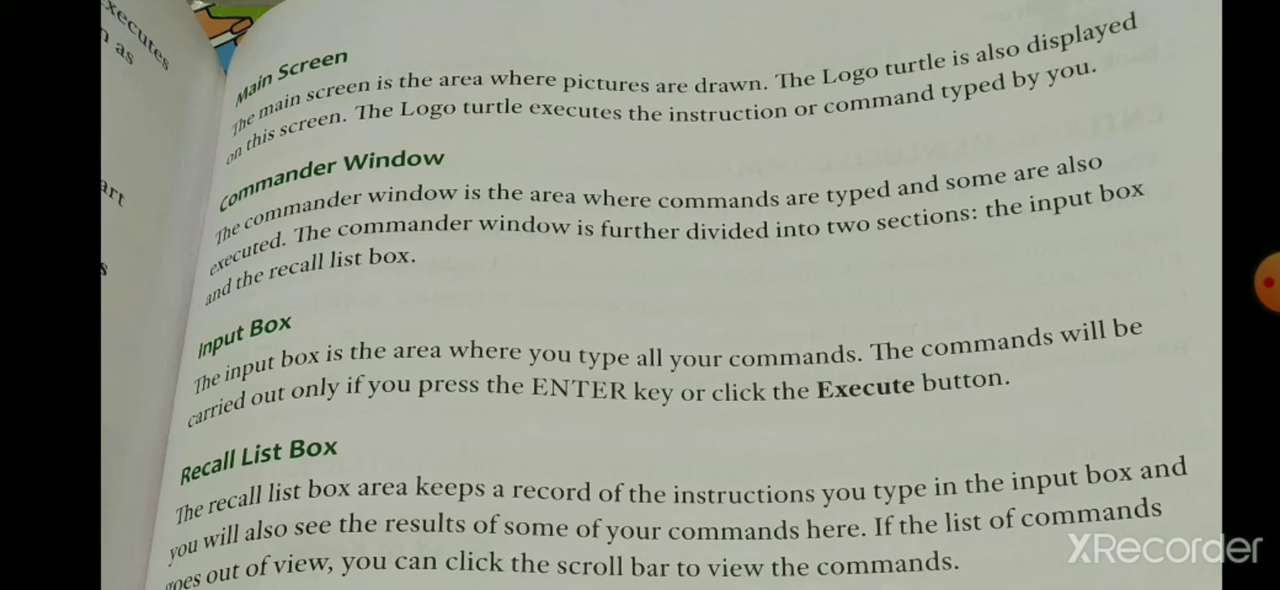 xecutes
n as
art
s
Main Screen
The main screen is the area where pictures are drawn. The Logo turtle is also displayed
on this screen. The Logo turtle executes the instruction or command typed by you.
Commander Window
The commander window is the area where commands are typed and some are also
executed. The commander window is further divided into two sections: the input box
and the recall list box.
Input Box
The input box is the area where you type all your commands. The commands will be
carried out only if you press the ENTER key or click the Execute button.
Recall List Box
The recall list box area keeps a record of the instructions you type in the input box and
you will also see the results of some of your commands here. If the list of commands
goes out of view, you can click the scroll bar to view the commands.
XRecorder